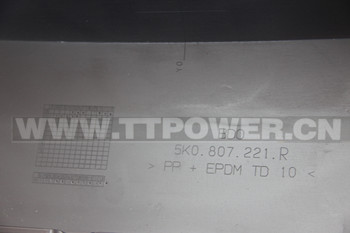 WWW.TTPOWER.CN
5K0.807.221.R
> PP + EPDM TD 10 <